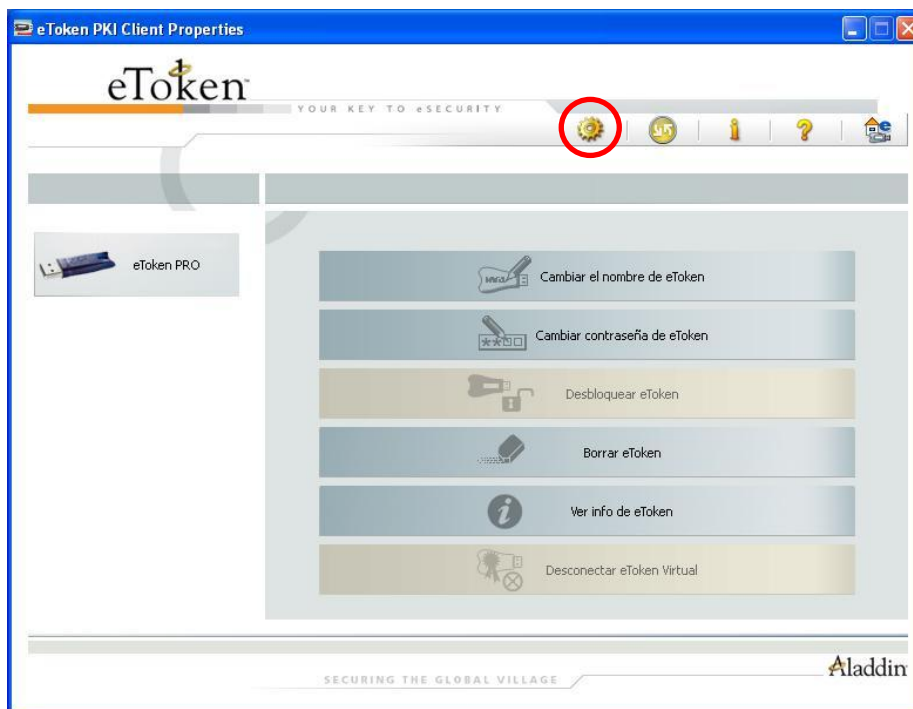 eToken PKI Client Properties
eToken™
YOUR KEY TO eSECURITY
eToken PRO
Cambiar el nombre de eToken
Cambiar contraseña de eToken
Desbloquear eToken
Borrar eToken
Ver info de eToken
Desconectar eToken Virtual
Aladdin
SECURING THE GLOBAL VILLAGE